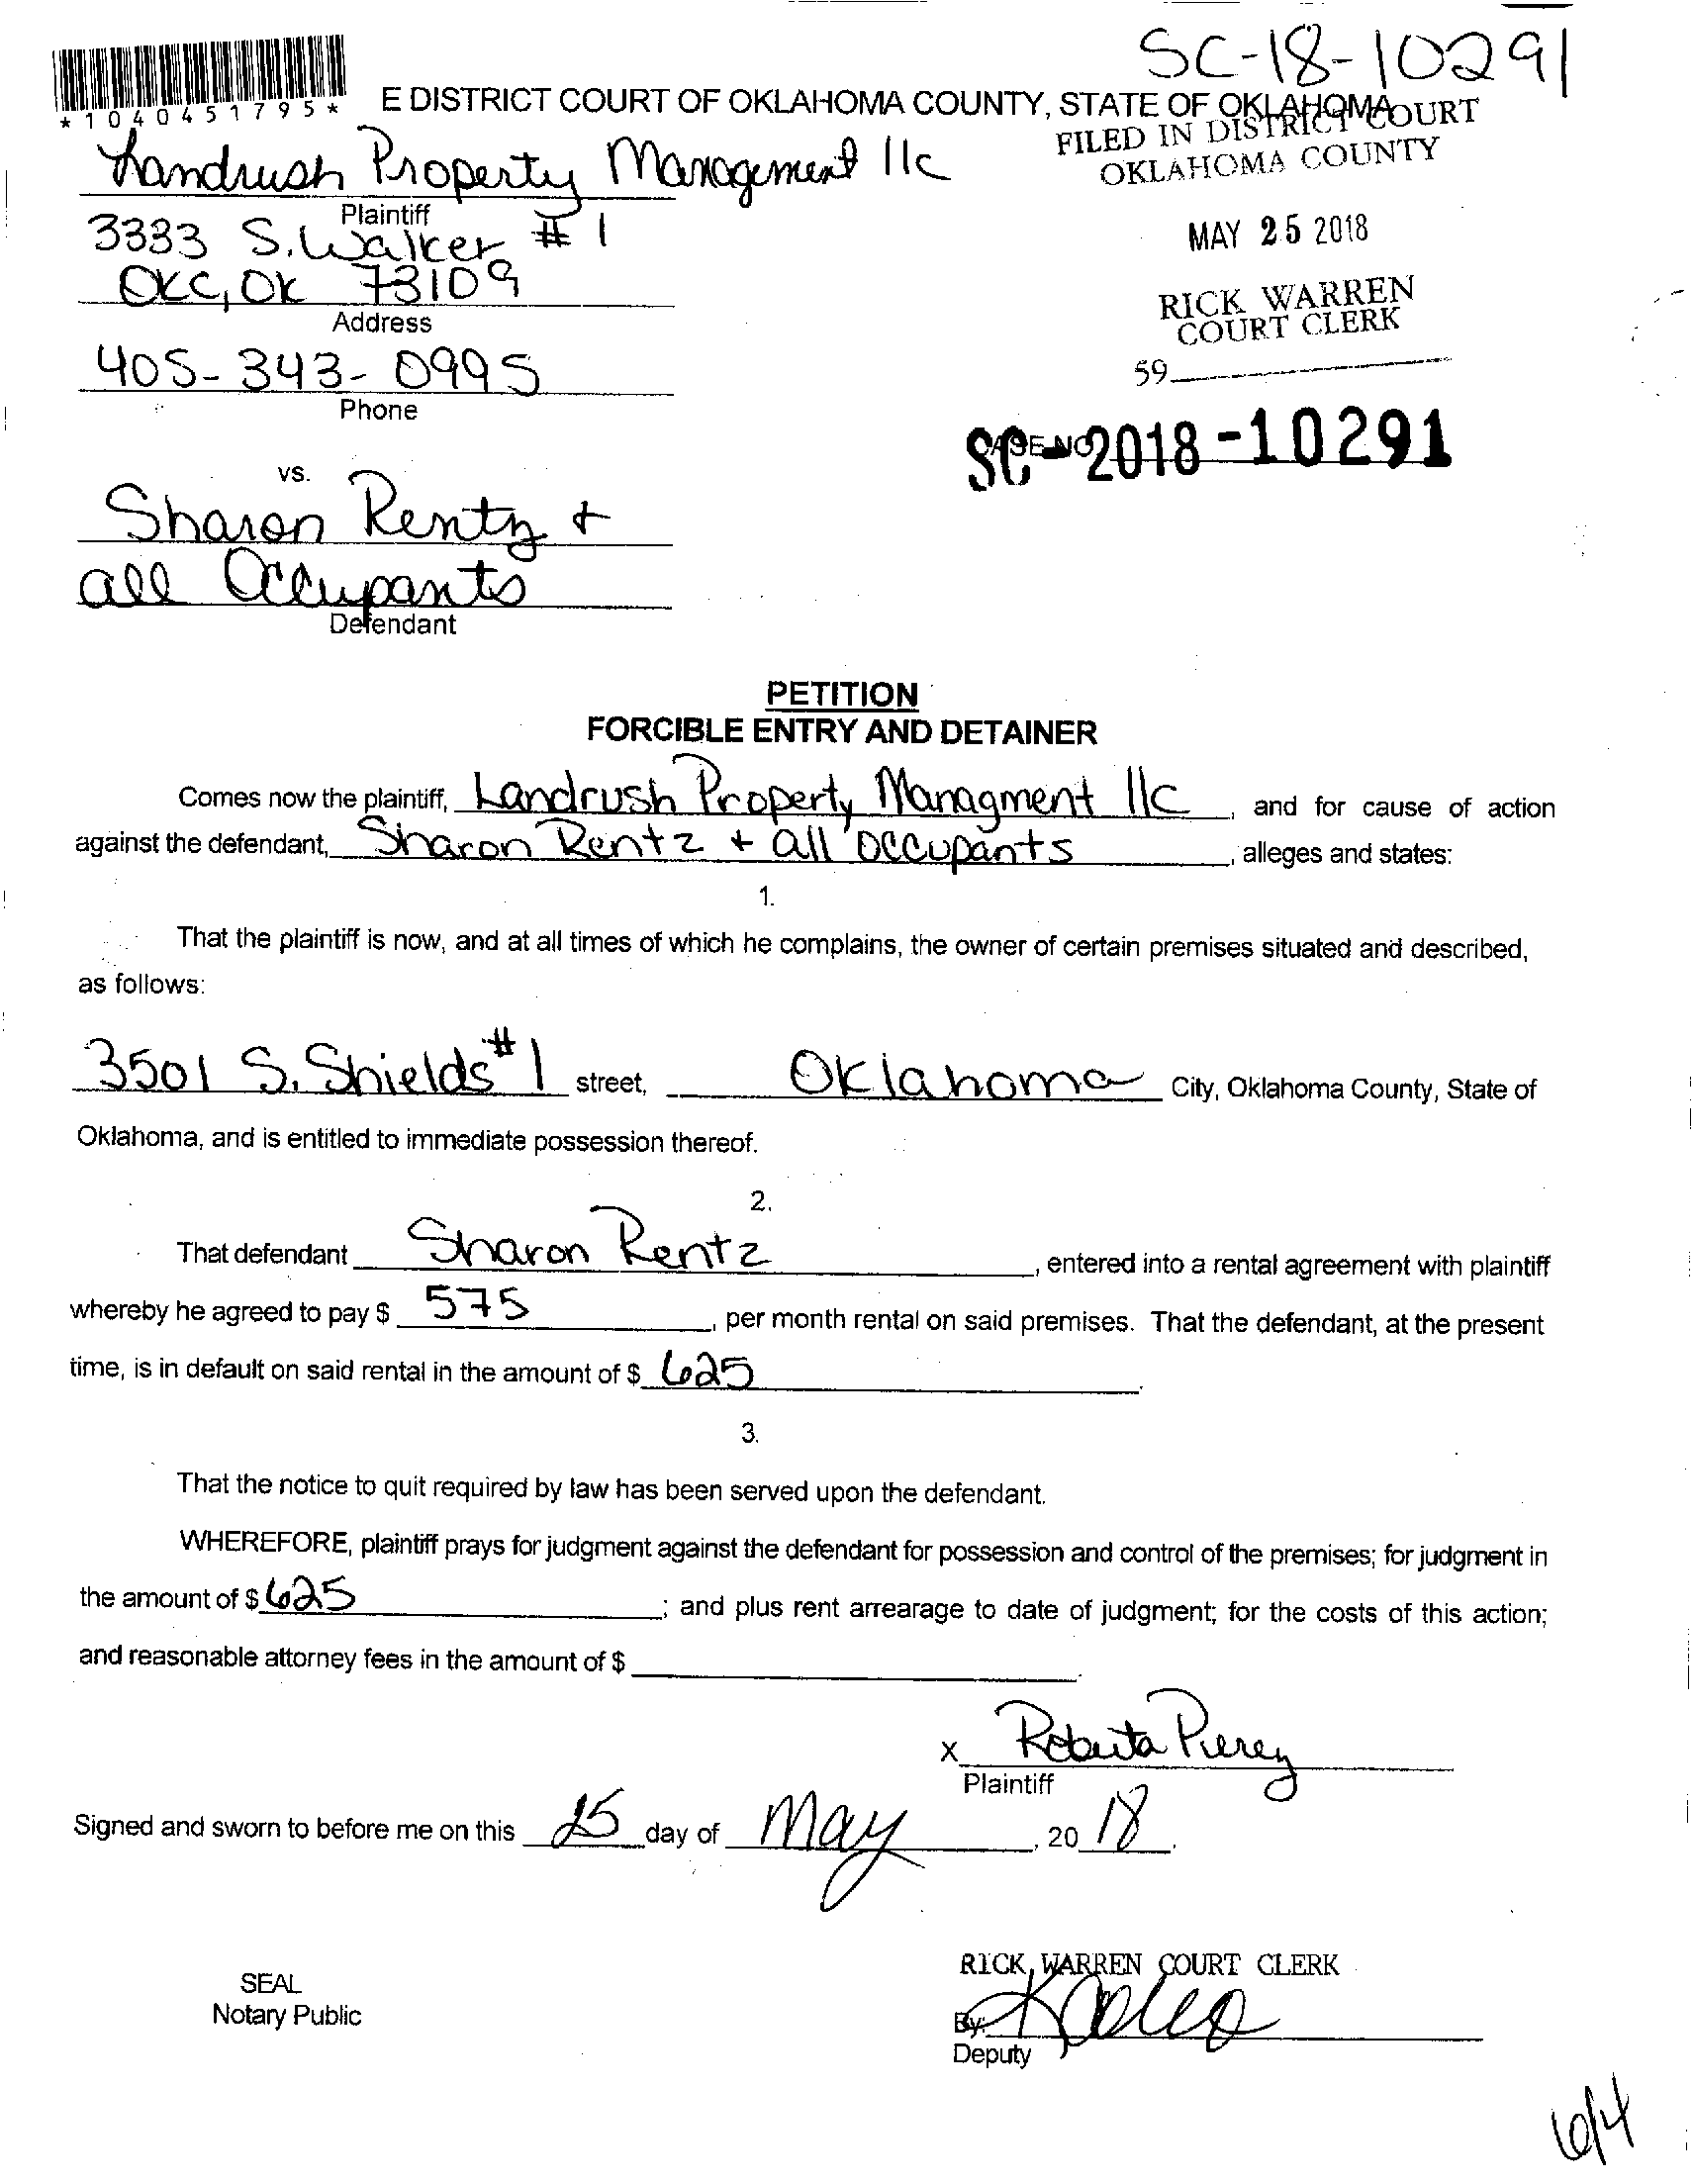 SC-18-10291
*1040451795*
E DISTRICT COURT OF OKLAHOMA COUNTY, STATE OF OKLAHOMA
FILED IN DISTRICT COURT
OKLAHOMA COUNTY
MAY 25 2018
RICK WARREN
COURT CLERK
59
Landrush Property Management llc
Plaintiff
3333 S. Walker #1
OKC, OK 73109
Address
405-343-0995
Phone
CASE NO.
SC-2018-10291
vs.
Sharon Rentz +
all Occupants
Defendant
PETITION
FORCIBLE ENTRY AND DETAINER
Comes now the plaintiff, Landrush Property Managment llc, and for cause of action
against the defendant, Sharon Rentz + all occupants, alleges and states:
1.
That the plaintiff is now, and at all times of which he complains, the owner of certain premises situated and described,
as follows:
3501 S. Shields #1 street, Oklahoma City, Oklahoma County, State of
Oklahoma, and is entitled to immediate possession thereof.
2.
That defendant Sharon Rentz, entered into a rental agreement with plaintiff
whereby he agreed to pay $ 575, per month rental on said premises. That the defendant, at the present
time, is in default on said rental in the amount of $ 625.
3.
That the notice to quit required by law has been served upon the defendant.
WHEREFORE, plaintiff prays for judgment against the defendant for possession and control of the premises; for judgment in
the amount of $ 625; and plus rent arrearage to date of judgment; for the costs of this action;
and reasonable attorney fees in the amount of $ .
x Roberta Pierey
Plaintiff
Signed and sworn to before me on this 25 day of May, 20 18.
SEAL
Notary Public
RICK WARREN COURT CLERK
By:
Deputy
6/4